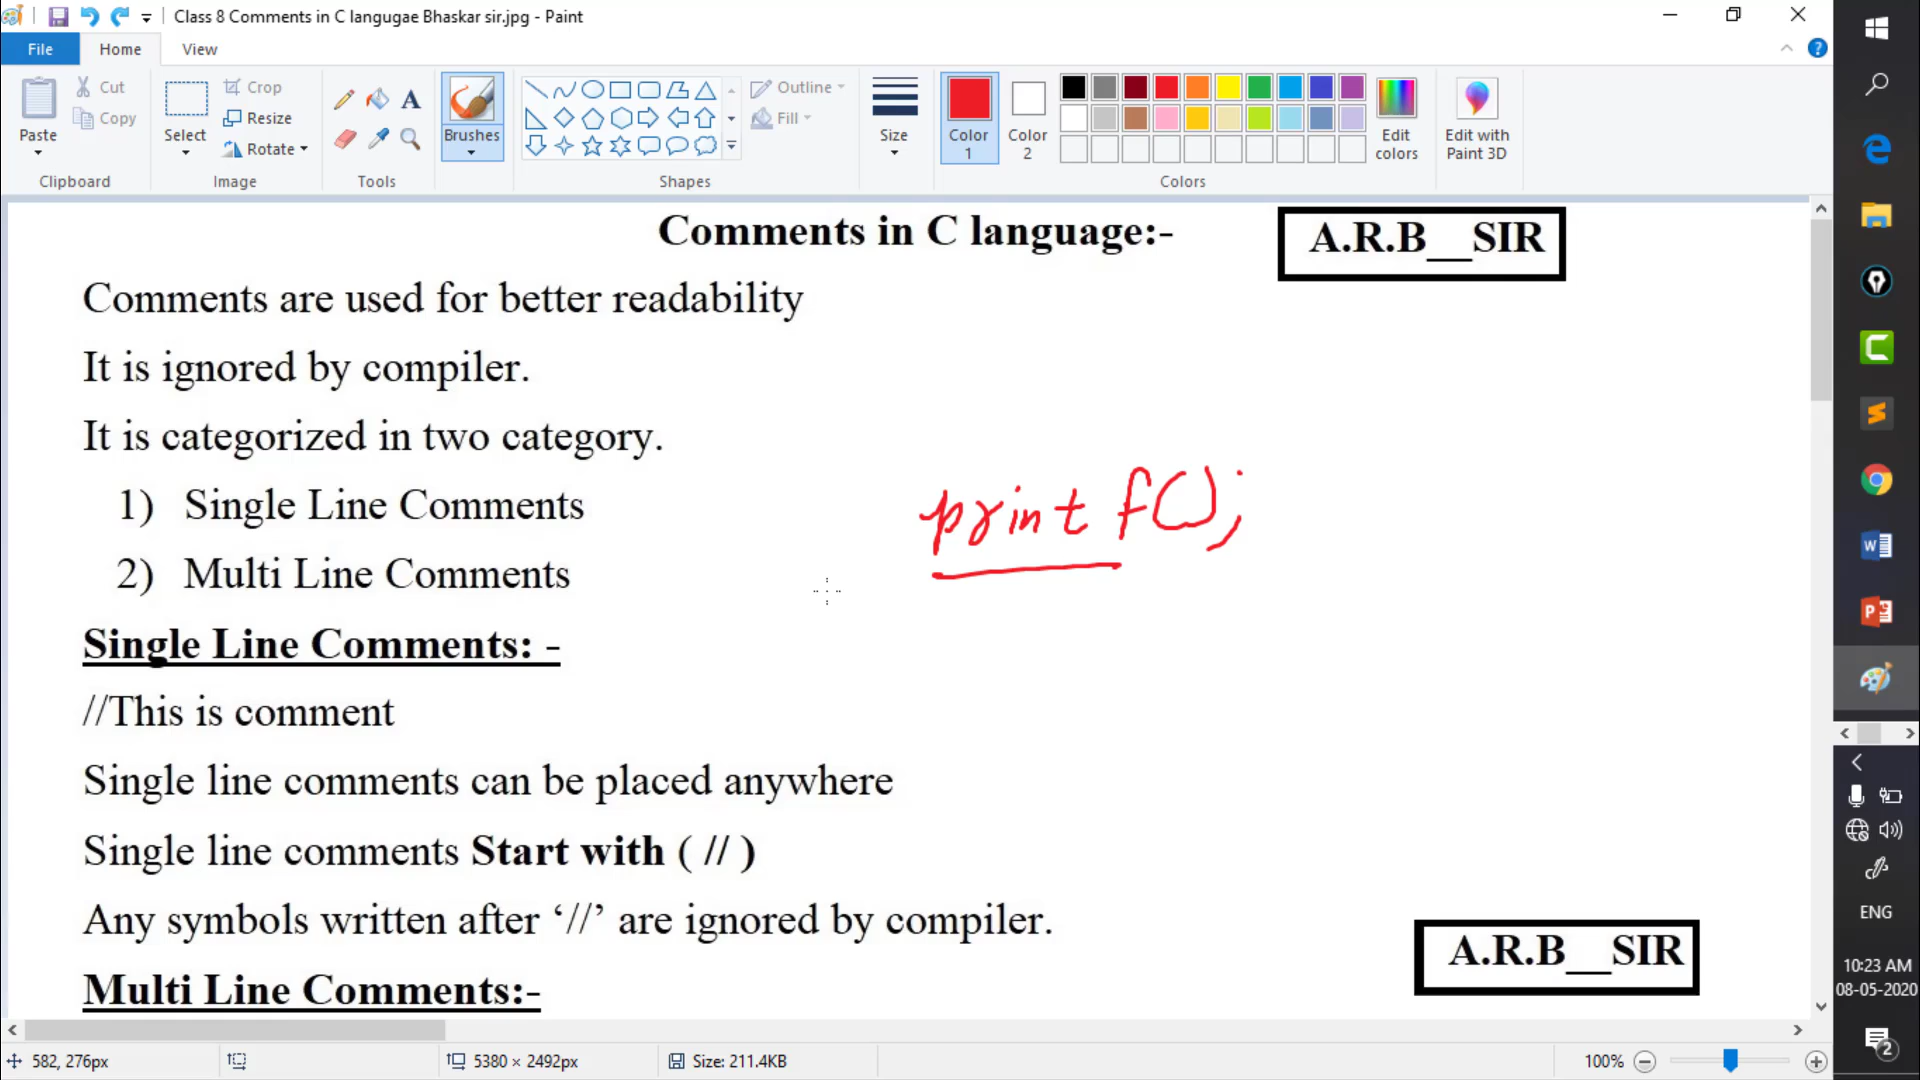 Class 8 Comments in C langugae Bhaskar sir.jpg - Paint
File Home View
Paste
Cut
Copy
Clipboard
Select
Crop
Resize
Rotate
Image
A
Tools
Brushes
Shapes
Outline
Fill
Size
Color 1
Color 2
Edit colors
Edit with Paint 3D
Colors
Comments in C language:-
A.R.B__SIR
Comments are used for better readability
It is ignored by compiler.
It is categorized in two category.
1) Single Line Comments
2) Multi Line Comments
print f();
Single Line Comments: -
//This is comment
Single line comments can be placed anywhere
Single line comments Start with ( // )
Any symbols written after ‘//’ are ignored by compiler.
A.R.B__SIR
Multi Line Comments:-
582, 276px
5380 × 2492px
Size: 211.4KB
100%
ENG
10:23 AM
08-05-2020
2